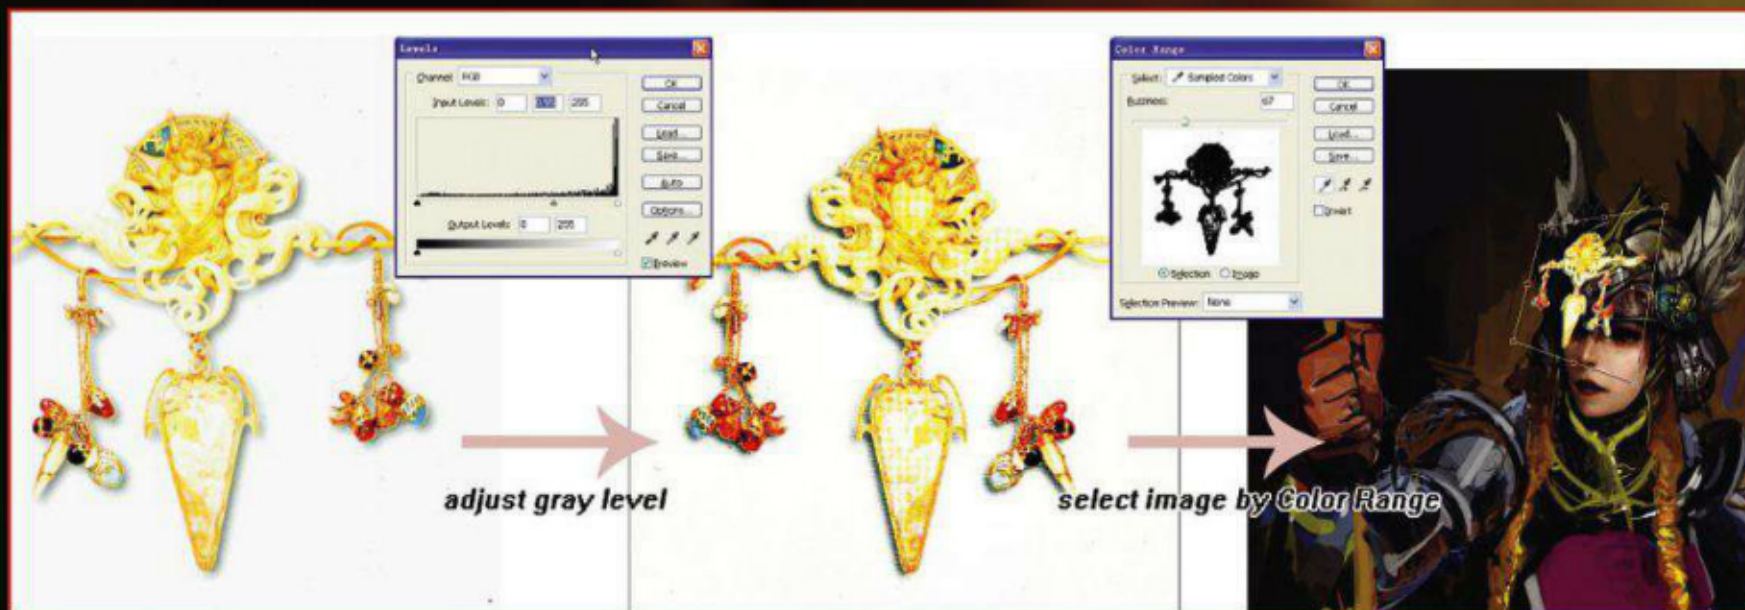 Levels
Channel: RGB
Input Levels: 0 255
OK
Cancel
Load...
Save...
Auto
Options...
Output Levels: 0 255
Preview
Color Range
Select: Sampled Colors
Fuzziness: 67
OK
Cancel
Load...
Save...
Invert
Selection Image
Selection Preview: None
adjust gray level
select image by Color Range